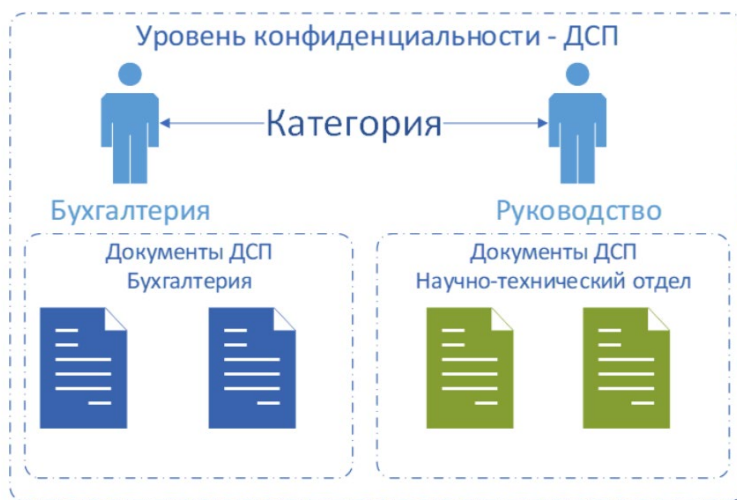 Уровень конфиденциальности - ДСП
Категория
Бухгалтерия
Руководство
Документы ДСП
Бухгалтерия
Документы ДСП
Научно-технический отдел